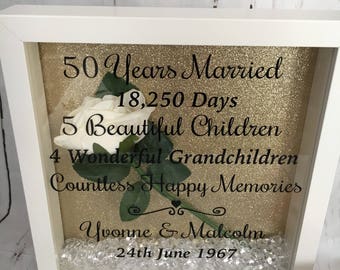 50 Years Married
18,250 Days
5 Beautiful Children
4 Wonderful Grandchildren
Countless Happy Memories
Yvonne & Malcolm
24th June 1967